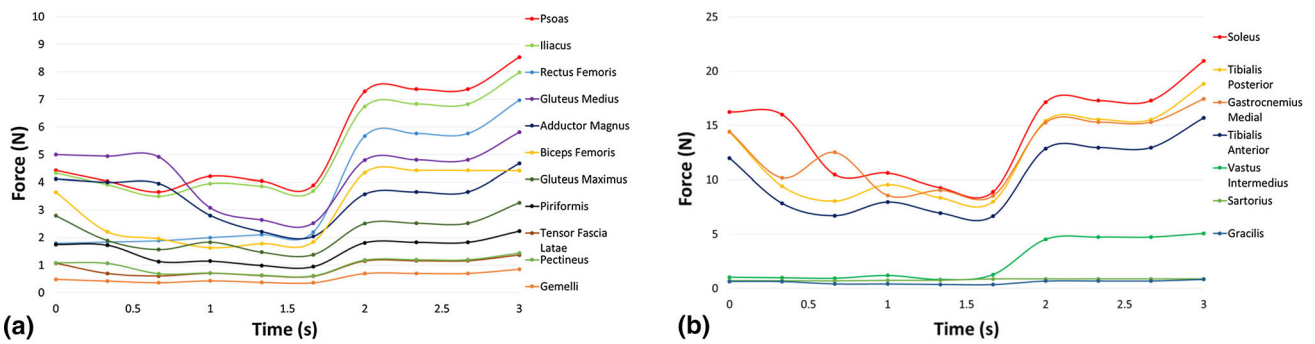 10
9
8
7
6
5
4
3
2
1
0
Force (N)
0
0.5
1
1.5
2
2.5
3
Time (s)
(a)
Psoas
Iliacus
Rectus Femoris
Gluteus Medius
Adductor Magnus
Biceps Femoris
Gluteus Maximus
Piriformis
Tensor Fascia
Latae
Pectineus
Gemelli
25
20
15
10
5
0
Force (N)
0
0.5
1
1.5
2
2.5
3
Time (s)
(b)
Soleus
Tibialis
Posterior
Gastrocnemius
Medial
Tibialis
Anterior
Vastus
Intermedius
Sartorius
Gracilis